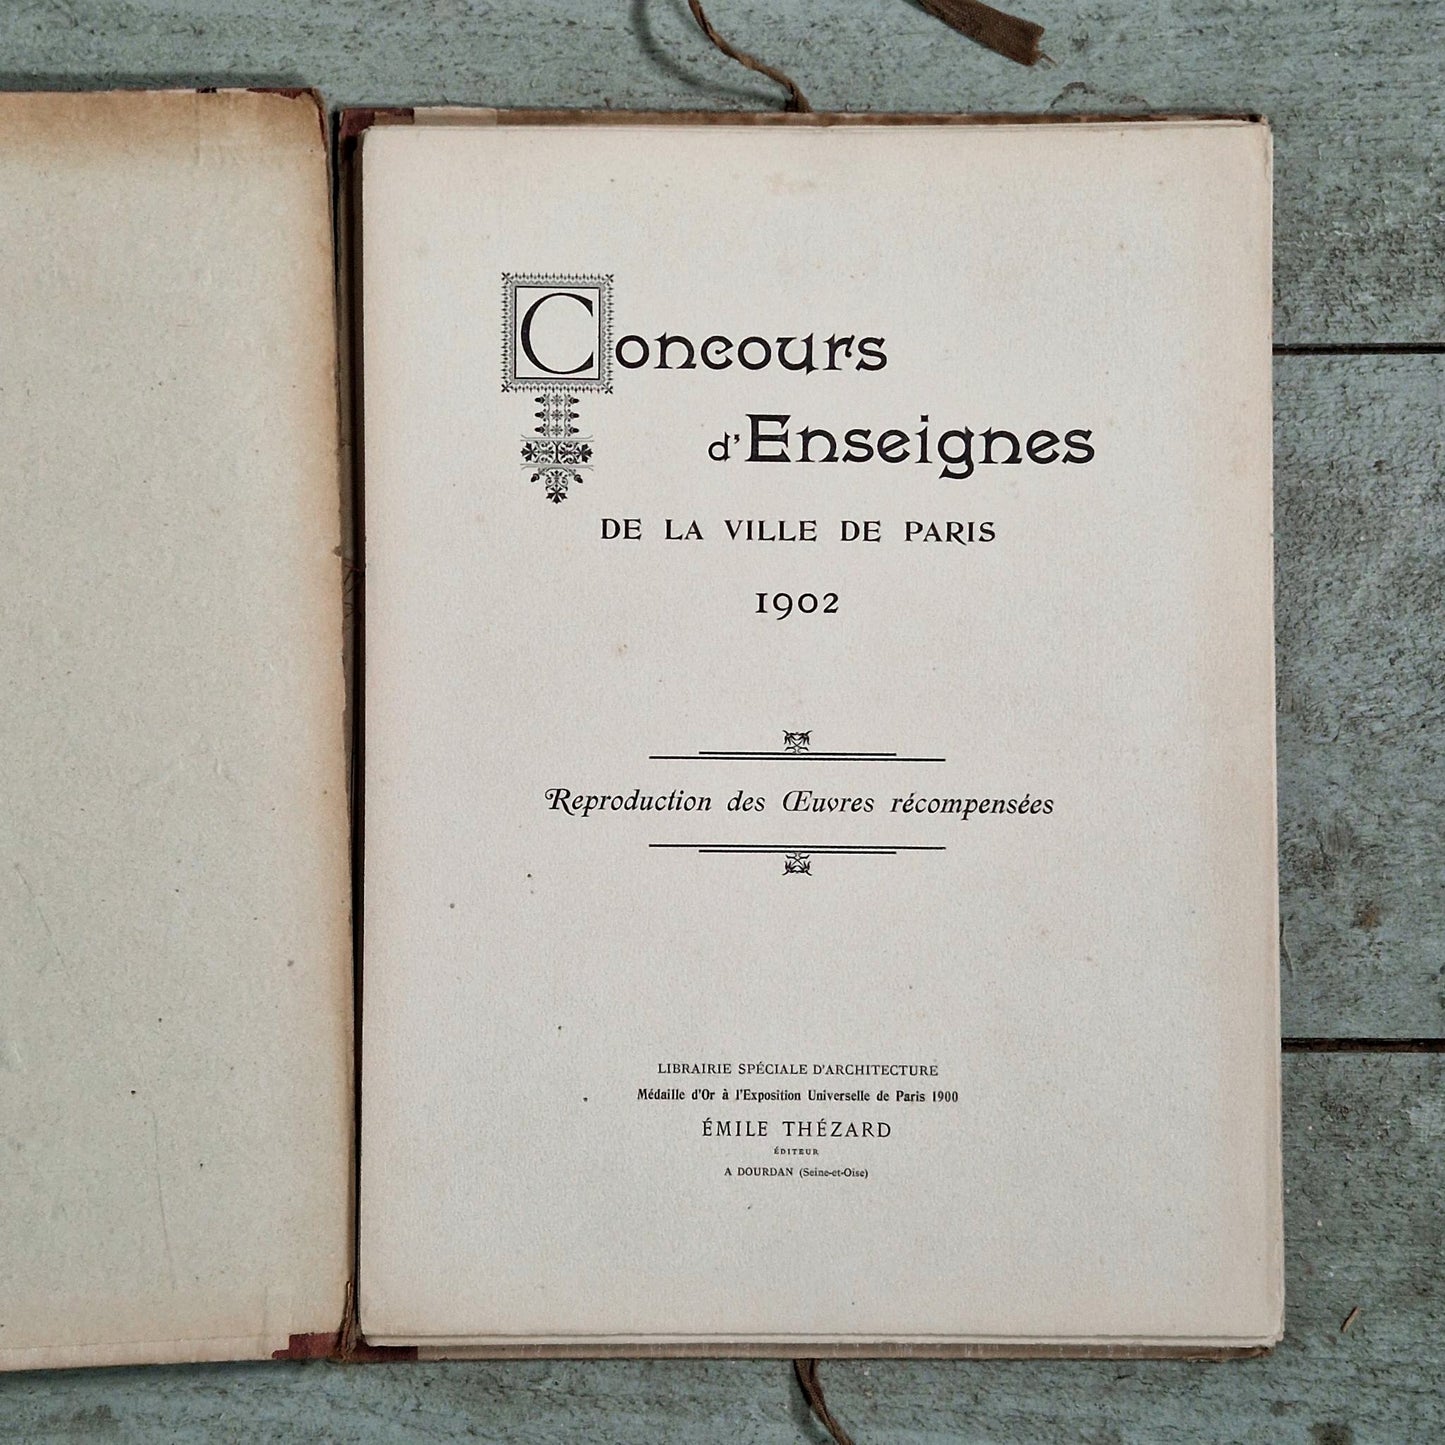 Concours
d'Enseignes
DE LA VILLE DE PARIS
1902
Reproduction des Œuvres récompensées
LIBRAIRIE SPÉCIALE D'ARCHITECTURE
Médaille d'Or à l'Exposition Universelle de Paris 1900
ÉMILE THÉZARD
ÉDITEUR
A DOURDAN (Seine-et-Oise)